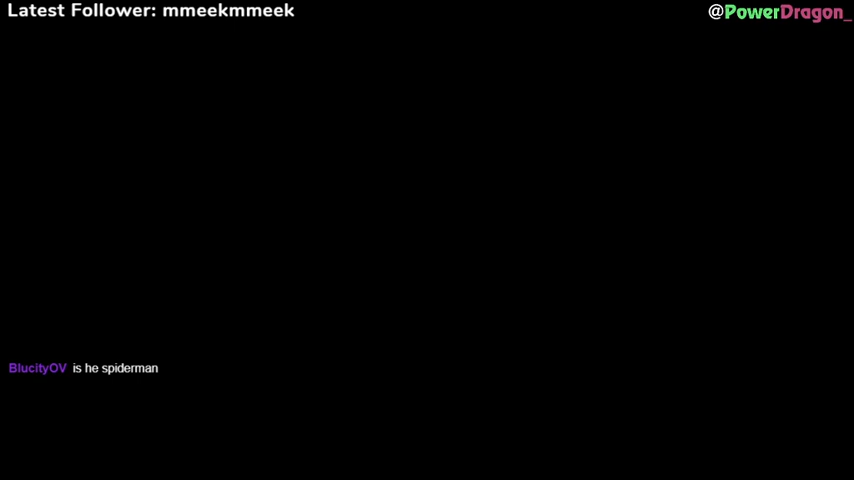 Latest Follower: mmeekmmeek
@PowerDragon_
BlucityOV is he spiderman